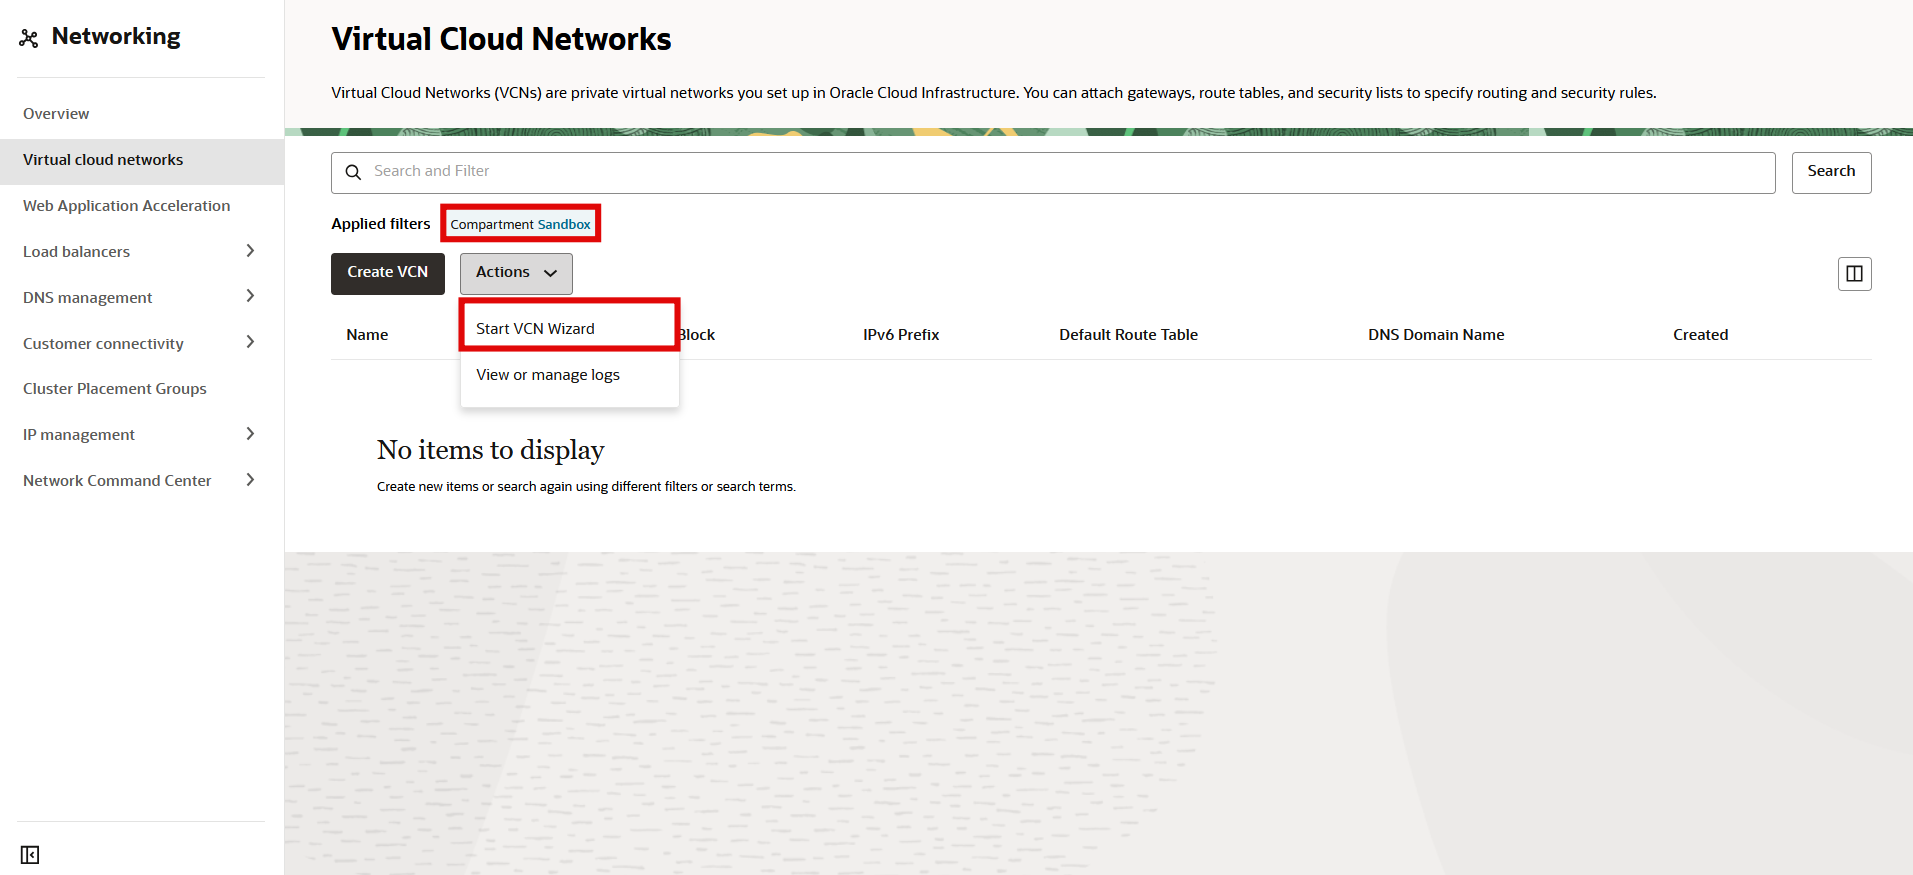 Networking
Overview
Virtual cloud networks
Web Application Acceleration
Load balancers
DNS management
Customer connectivity
Cluster Placement Groups
IP management
Network Command Center
Virtual Cloud Networks
Virtual Cloud Networks (VCNs) are private virtual networks you set up in Oracle Cloud Infrastructure. You can attach gateways, route tables, and security lists to specify routing and security rules.
Search and Filter
Search
Applied filters Compartment Sandbox
Create VCN Actions
Start VCN Wizard
View or manage logs
Name Block IPv6 Prefix Default Route Table DNS Domain Name Created
No items to display
Create new items or search again using different filters or search terms.